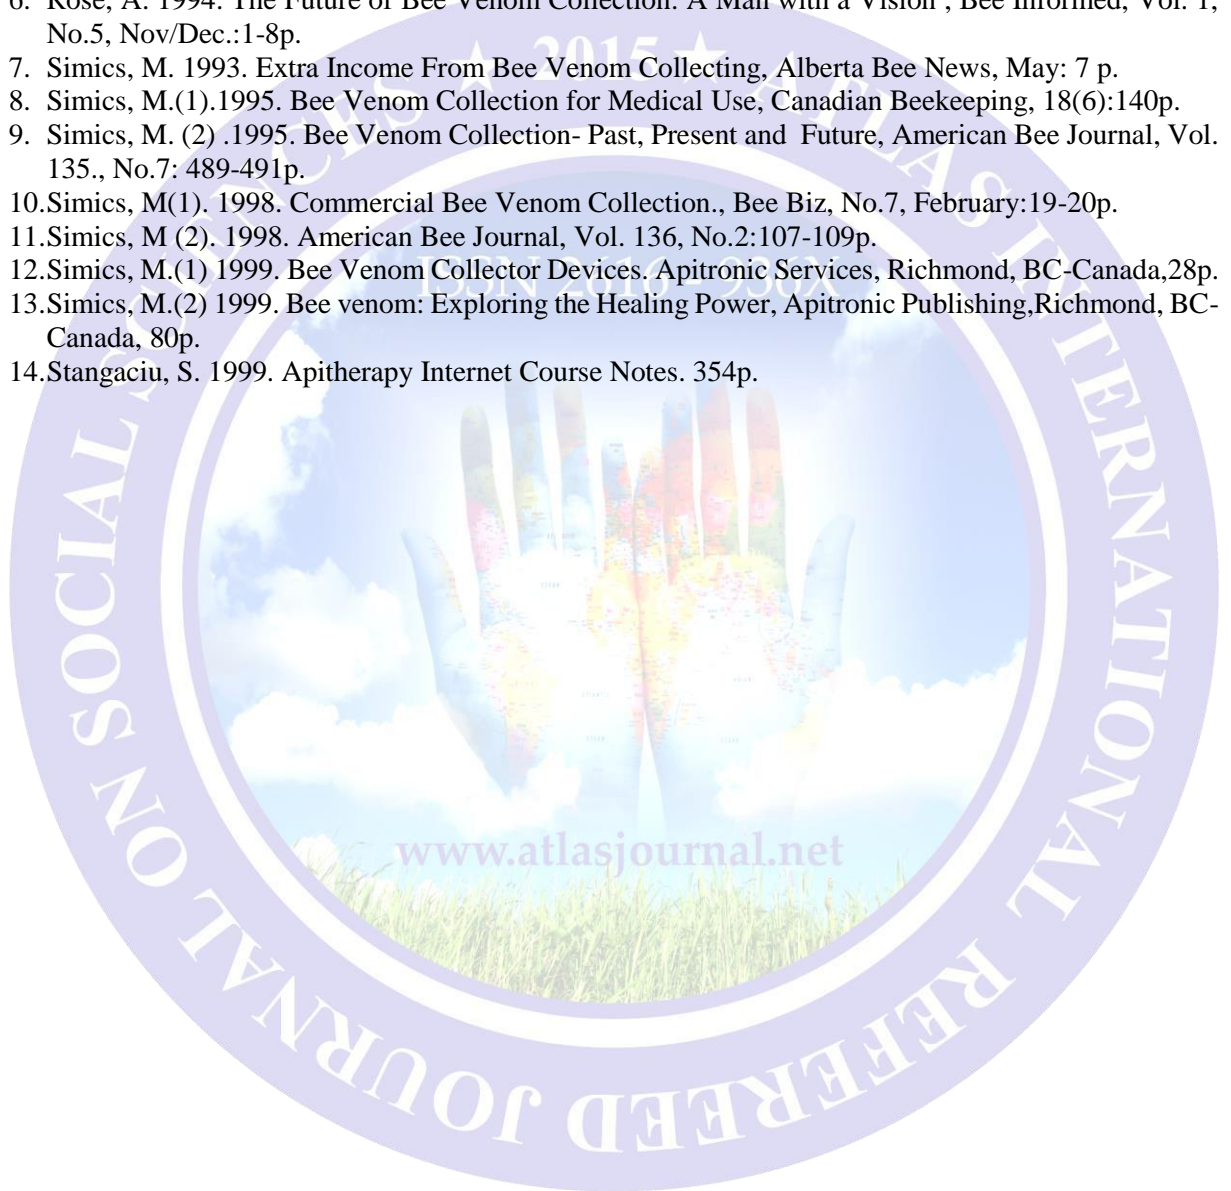 6. Rose, A. 1994. The Future of Bee Venom Collection: A Man with a Vision , Bee Informed, Vol. 1,
No.5, Nov/Dec.:1-8p.
7. Simics, M. 1993. Extra Income From Bee Venom Collecting, Alberta Bee News, May: 7 p.
8. Simics, M.(1).1995. Bee Venom Collection for Medical Use, Canadian Beekeeping, 18(6):140p.
9. Simics, M. (2) .1995. Bee Venom Collection- Past, Present and Future, American Bee Journal, Vol.
135., No.7: 489-491p.
10.Simics, M(1). 1998. Commercial Bee Venom Collection., Bee Biz, No.7, February:19-20p.
11.Simics, M (2). 1998. American Bee Journal, Vol. 136, No.2:107-109p.
12.Simics, M.(1) 1999. Bee Venom Collector Devices. Apitronic Services, Richmond, BC-Canada,28p.
13.Simics, M.(2) 1999. Bee venom: Exploring the Healing Power, Apitronic Publishing,Richmond, BC-
Canada, 80p.
14.Stangaciu, S. 1999. Apitherapy Internet Course Notes. 354p.
★ 2015 ★
ATLAS INTERNATIONAL REFEREED JOURNAL ON SOCIAL SCIENCES
ISSN 2616 - 936X
www.atlasjournal.net